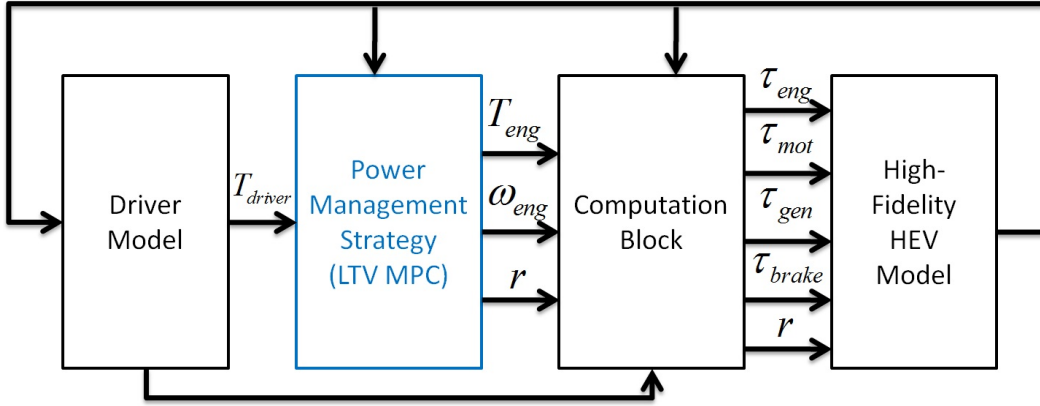 Driver
Model
T_driver
Power
Management
Strategy
(LTV MPC)
T_eng
ω_eng
r
Computation
Block
τ_eng
τ_mot
τ_gen
τ_brake
r
High-
Fidelity
HEV
Model